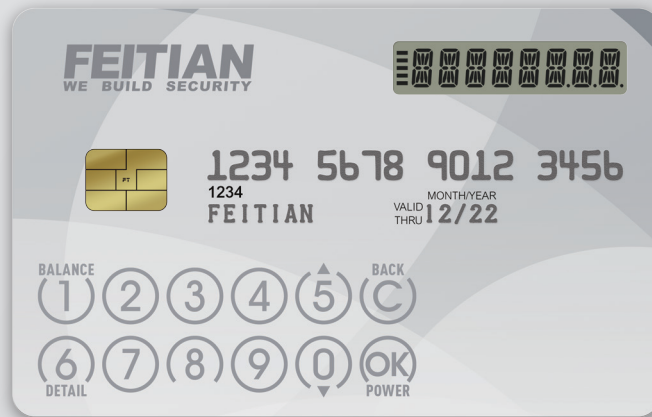 FEITIAN
WE BUILD SECURITY
1234 5678 9012 3456
1234
MONTH/YEAR
FEITIAN
VALID THRU 12/22
BALANCE
BACK
1 2 3 4 5 C
6 7 8 9 0 OK
DETAIL
POWER